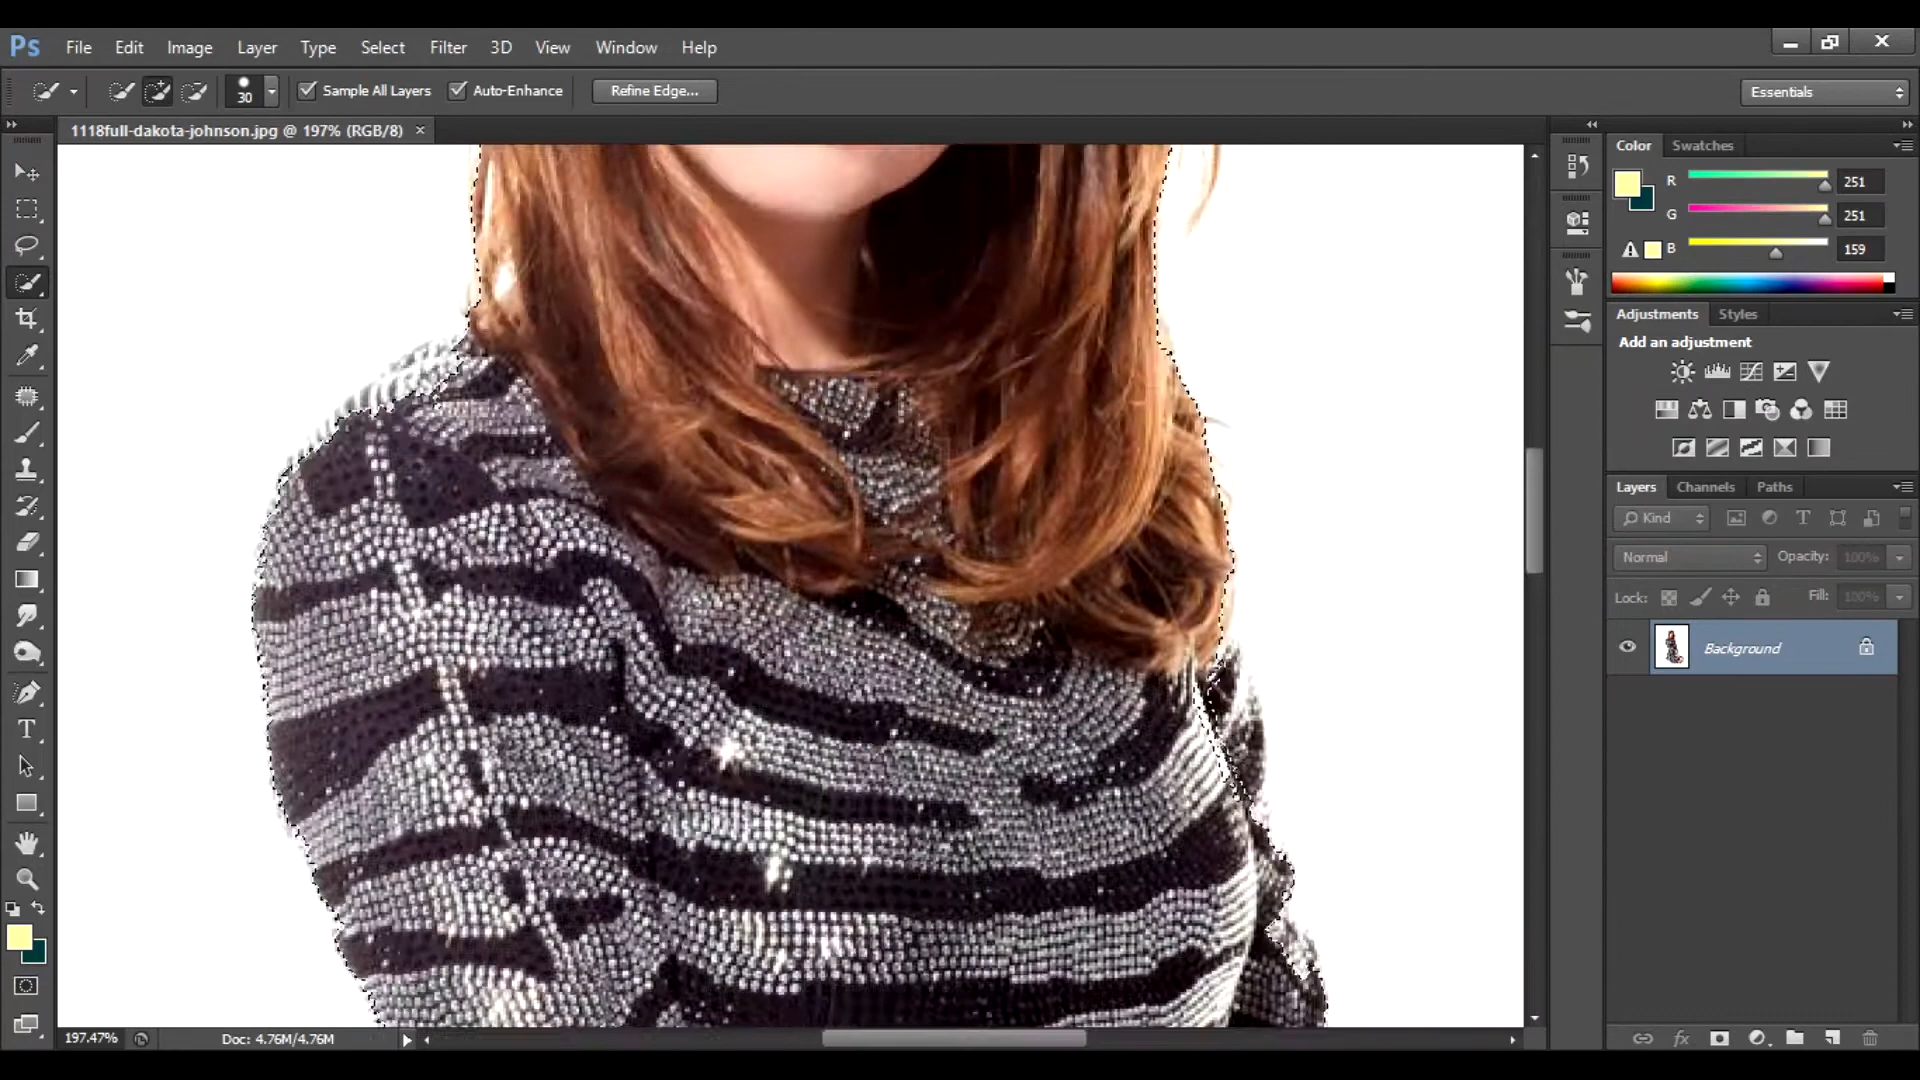 Ps File Edit Image Layer Type Select Filter 3D View Window Help
30 Sample All Layers Auto-Enhance Refine Edge... Essentials
1118full-dakota-johnson.jpg @ 197% (RGB/8) ×
Color Swatches
R 251
G 251
B 159
Adjustments Styles
Add an adjustment
Layers Channels Paths
Kind
Normal Opacity: 100%
Lock: Fill: 100%
Background
197.47% Doc: 4.76M/4.76M